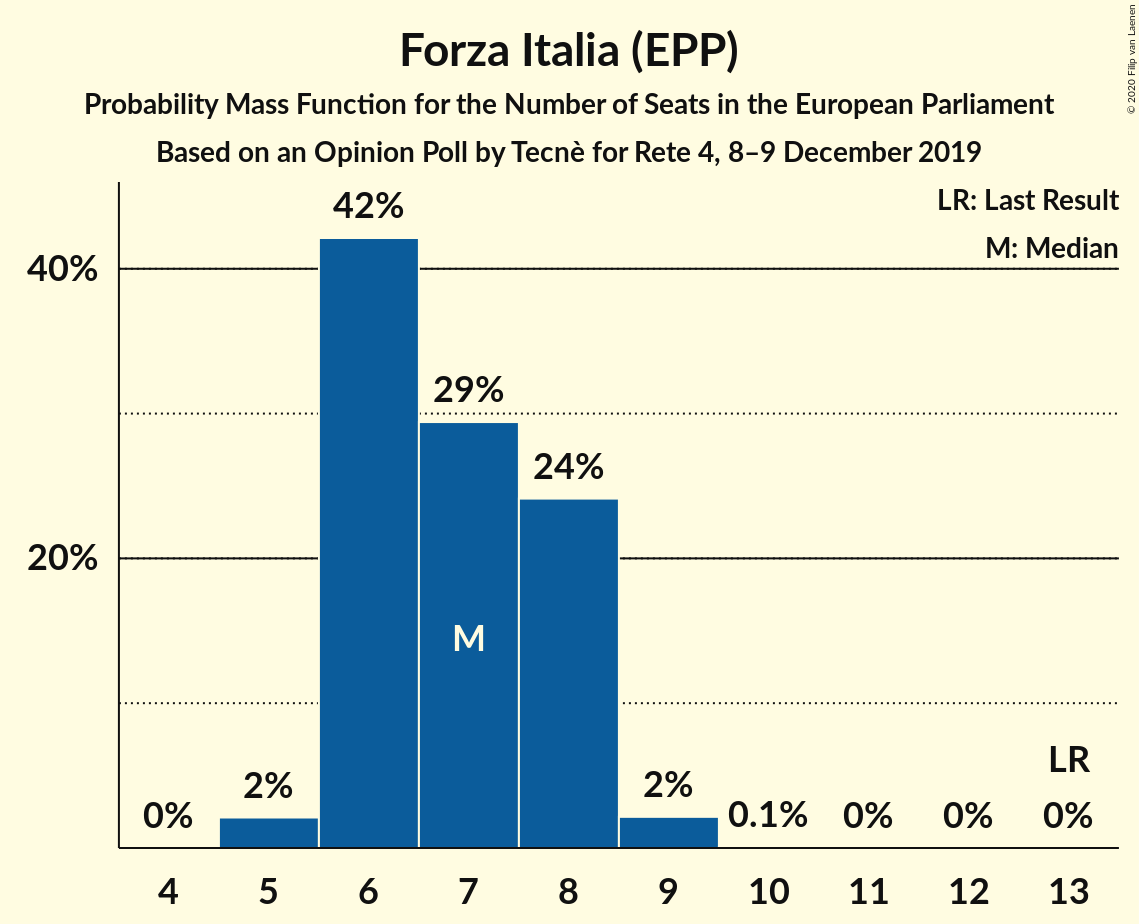 Forza Italia (EPP)
Probability Mass Function for the Number of Seats in the European Parliament
Based on an Opinion Poll by Tecnè for Rete 4, 8–9 December 2019
© 2020 Filip van Laenen
LR: Last Result
M: Median
42%
40%
29%
24%
20%
M
LR
0%
2%
2%
0.1%
0%
0%
0%
4 5 6 7 8 9 10 11 12 13